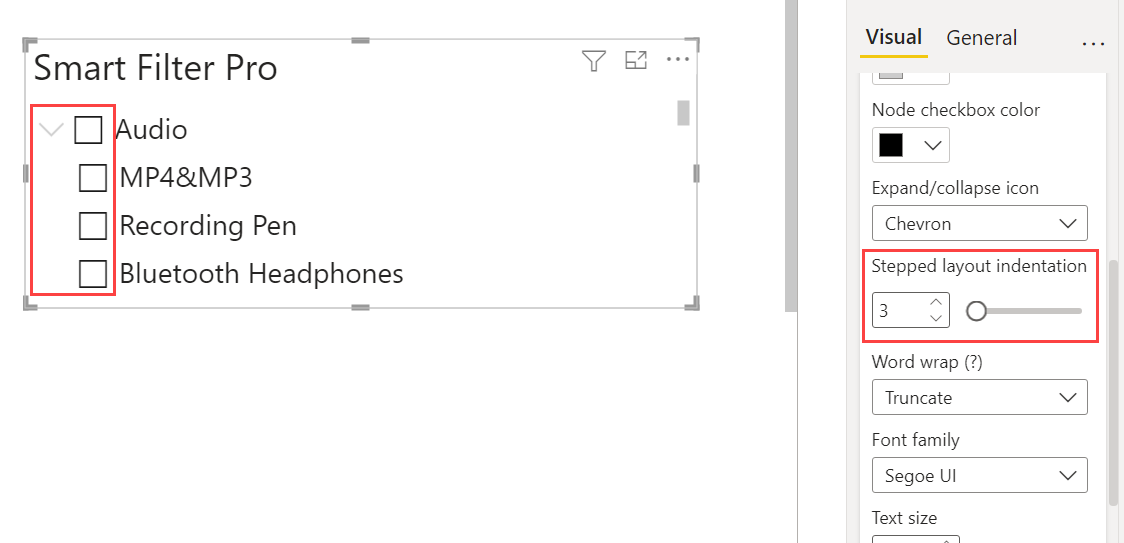 Smart Filter Pro
Audio
MP4&MP3
Recording Pen
Bluetooth Headphones
Visual General
Node checkbox color
Expand/collapse icon
Chevron
Stepped layout indentation
3
Word wrap (?)
Truncate
Font family
Segoe UI
Text size